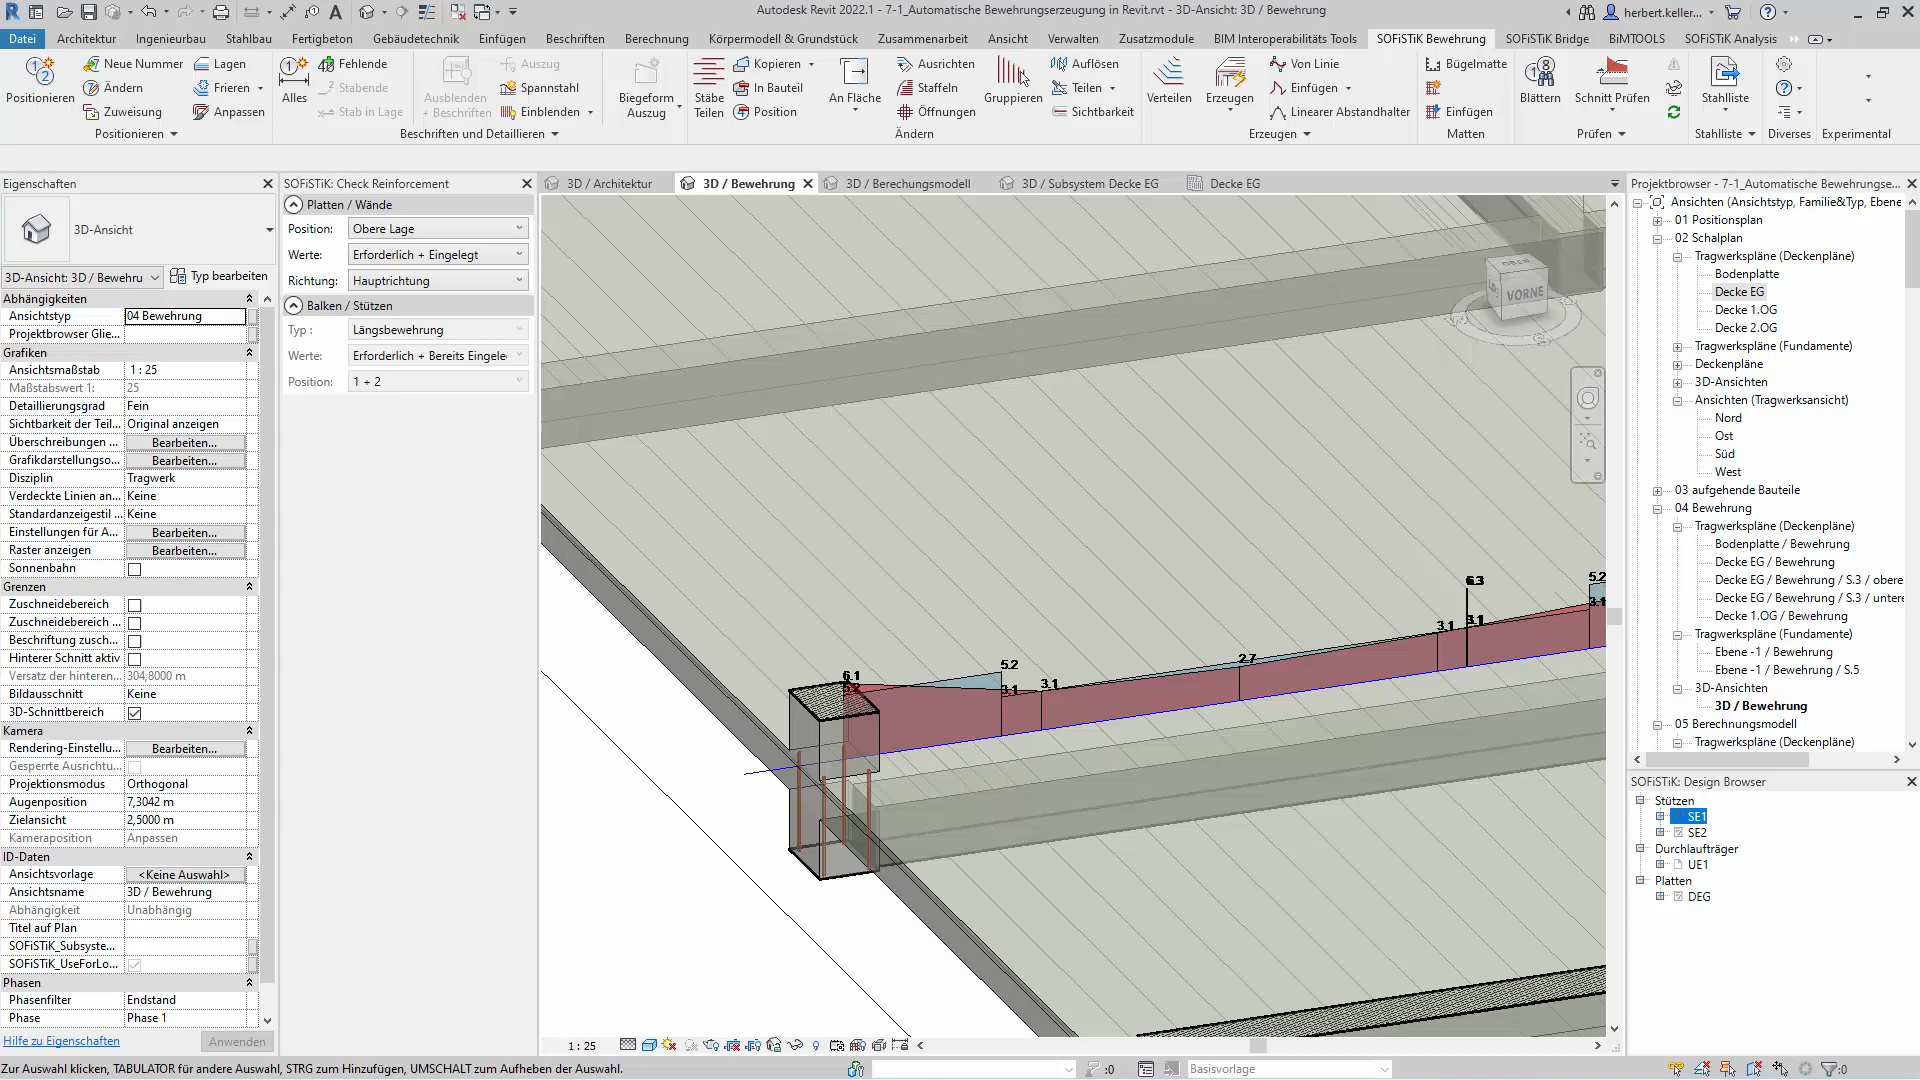 Autodesk Revit 2022.1 - 7-1_Automatische Bewehrungserzeugung in Revit.rvt - 3D-Ansicht: 3D / Bewehrung
herbert.keller...
Datei Architektur Ingenieurbau Stahlbau Fertigbeton Gebäudetechnik Einfügen Beschriften Berechnung Körpermodell & Grundstück Zusammenarbeit Ansicht Verwalten Zusatzmodule BIM Interoperabilitäts Tools SOFiSTiK Bewehrung SOFiSTiK Bridge BiMTOOLS SOFiSTiK Analysis
Neue Nummer Lagen Fehlende Auszug Kopieren Ausrichten Auflösen Von Linie Bügelmatte
Ändern Frieren Stabende Spannstahl In Bauteil Staffeln Teilen Einfügen
Positionieren Alles Ausblenden Biegeform Stäbe An Fläche Gruppieren Verteilen Erzeugen Blättern Schnitt Prüfen Stahlliste
Zuweisung Anpassen Stab in Lage + Beschriften Einblenden Auszug Teilen Position Öffnungen Sichtbarkeit Linearer Abstandhalter Einfügen
Positionieren Beschriften und Detaillieren Ändern Erzeugen Matten Prüfen Stahlliste Diverses Experimental
Eigenschaften
3D-Ansicht
3D-Ansicht: 3D / Bewehru Typ bearbeiten
Abhängigkeiten
Ansichtstyp 04 Bewehrung
Projektbrowser Glie...
Grafiken
Ansichtsmaßstab 1 : 25
Maßstabswert 1: 25
Detaillierungsgrad Fein
Sichtbarkeit der Teil... Original anzeigen
Überschreibungen ... Bearbeiten...
Grafikdarstellungso... Bearbeiten...
Disziplin Tragwerk
Verdeckte Linien an... Keine
Standardanzeigestil ... Keine
Einstellungen für A... Bearbeiten...
Raster anzeigen Bearbeiten...
Sonnenbahn
Grenzen
Zuschneidebereich
Zuschneidebereich ...
Beschriftung zusch...
Hinterer Schnitt aktiv
Versatz der hinteren... 304,8000 m
Bildausschnitt Keine
3D-Schnittbereich
Kamera
Rendering-Einstellu... Bearbeiten...
Gesperrte Ausrichtu...
Projektionsmodus Orthogonal
Augenposition 7,3042 m
Zielansicht 2,5000 m
Kameraposition Anpassen
ID-Daten
Ansichtsvorlage <Keine Auswahl>
Ansichtsname 3D / Bewehrung
Abhängigkeit Unabhängig
Titel auf Plan
SOFiSTiK_Subsyste...
SOFiSTiK_UseForLo...
Phasen
Phasenfilter Endstand
Phase Phase 1
Hilfe zu Eigenschaften Anwenden
SOFiSTiK: Check Reinforcement
Platten / Wände
Position: Obere Lage
Werte: Erforderlich + Eingelegt
Richtung: Hauptrichtung
Balken / Stützen
Typ : Längsbewehrung
Werte: Erforderlich + Bereits Eingele
Position: 1 + 2
3D / Architektur 3D / Bewehrung 3D / Berechungsmodell 3D / Subsystem Decke EG Decke EG
OBEN
VORNE
6.3
5.2
3.1
3.1 3.1
2.7
5.2
6.1
3.1
3.1
1 : 25
Projektbrowser - 7-1_Automatische Bewehrungse...
Ansichten (Ansichtstyp, Familie&Typ, Ebene
01 Positionsplan
02 Schalplan
Tragwerkspläne (Deckenpläne)
Bodenplatte
Decke EG
Decke 1.OG
Decke 2.OG
Tragwerkspläne (Fundamente)
Deckenpläne
3D-Ansichten
Ansichten (Tragwerksansicht)
Nord
Ost
Süd
West
03 aufgehende Bauteile
04 Bewehrung
Tragwerkspläne (Deckenpläne)
Bodenplatte / Bewehrung
Decke EG / Bewehrung
Decke EG / Bewehrung / S.3 / obere
Decke EG / Bewehrung / S.3 / untere
Decke 1.OG / Bewehrung
Tragwerkspläne (Fundamente)
Ebene -1 / Bewehrung
Ebene -1 / Bewehrung / S.5
3D-Ansichten
3D / Bewehrung
05 Berechnungsmodell
Tragwerkspläne (Deckenpläne)
SOFiSTiK: Design Browser
Stützen
SE1
SE2
Durchlaufträger
UE1
Platten
DEG
Zur Auswahl klicken, TABULATOR für andere Auswahl, STRG zum Hinzufügen, UMSCHALT zum Aufheben der Auswahl.
:0
Basisvorlage
:0